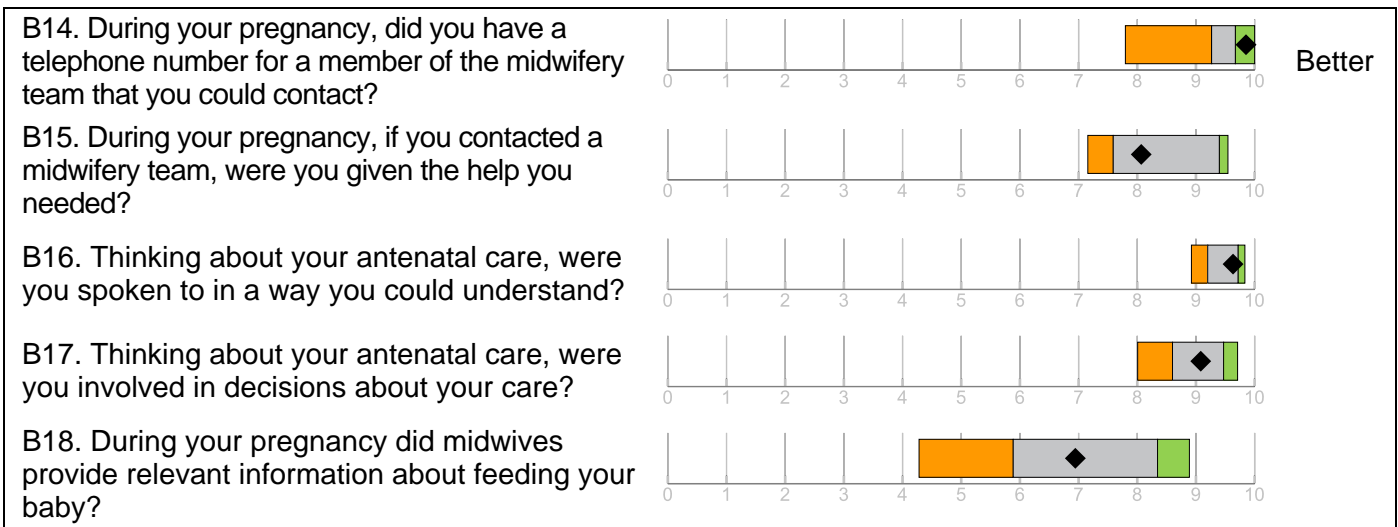 B14. During your pregnancy, did you have a
telephone number for a member of the midwifery
team that you could contact?
0 1 2 3 4 5 6 7 8 9 10
Better
B15. During your pregnancy, if you contacted a
midwifery team, were you given the help you
needed?
0 1 2 3 4 5 6 7 8 9 10
B16. Thinking about your antenatal care, were
you spoken to in a way you could understand?
0 1 2 3 4 5 6 7 8 9 10
B17. Thinking about your antenatal care, were
you involved in decisions about your care?
0 1 2 3 4 5 6 7 8 9 10
B18. During your pregnancy did midwives
provide relevant information about feeding your
baby?
0 1 2 3 4 5 6 7 8 9 10